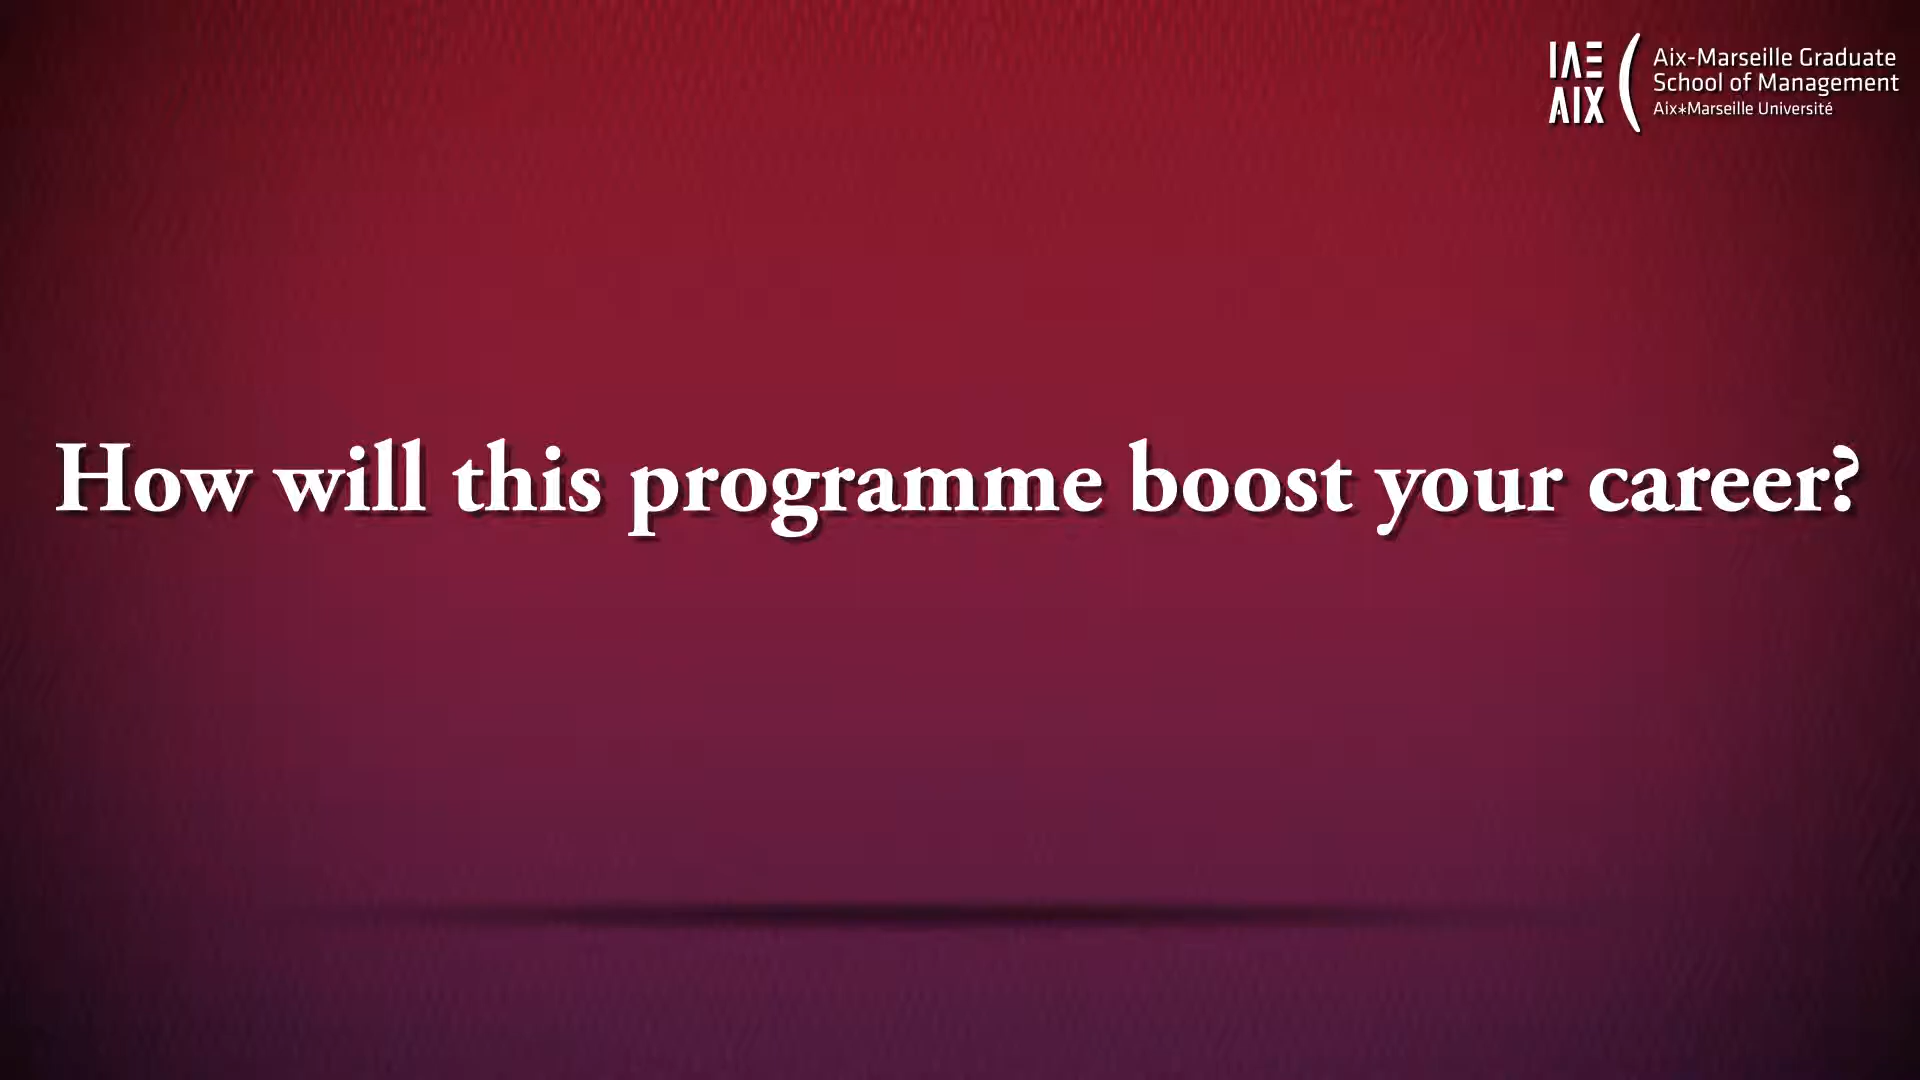 IAE
AIX
Aix-Marseille Graduate
School of Management
Aix*Marseille Université
How will this programme boost your career?